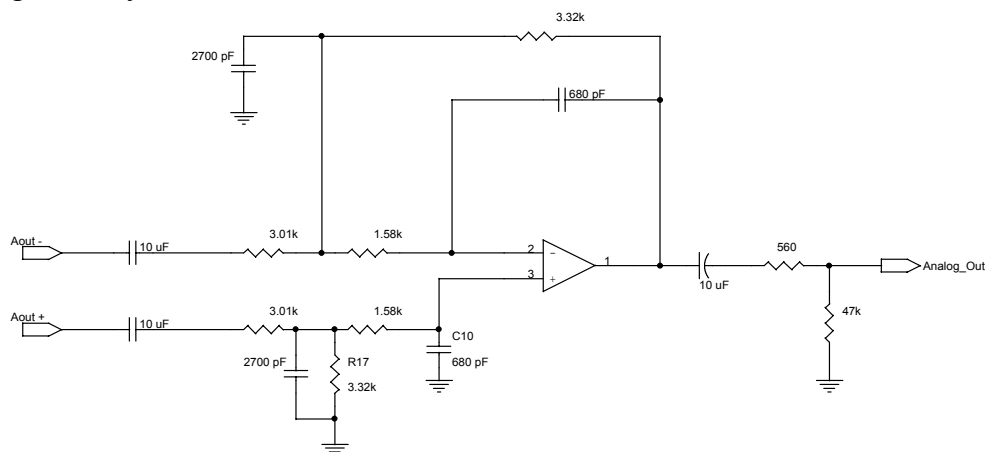 3.32k
2700 pF
680 pF
Aout -
10 uF
3.01k
1.58k
2
-
3
+
1
10 uF
560
Analog_Out
47k
Aout +
10 uF
3.01k
1.58k
2700 pF
R17
3.32k
C10
680 pF